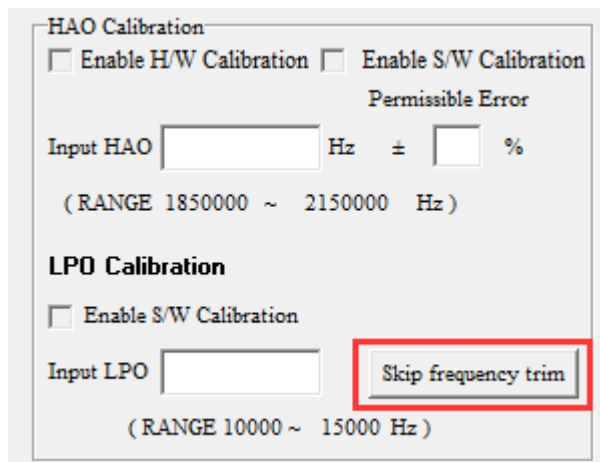 HAO Calibration
Enable H/W Calibration Enable S/W Calibration
Permissible Error
Input HAO Hz ± %
( RANGE 1850000 ~ 2150000 Hz )
LPO Calibration
Enable S/W Calibration
Input LPO Skip frequency trim
( RANGE 10000 ~ 15000 Hz )